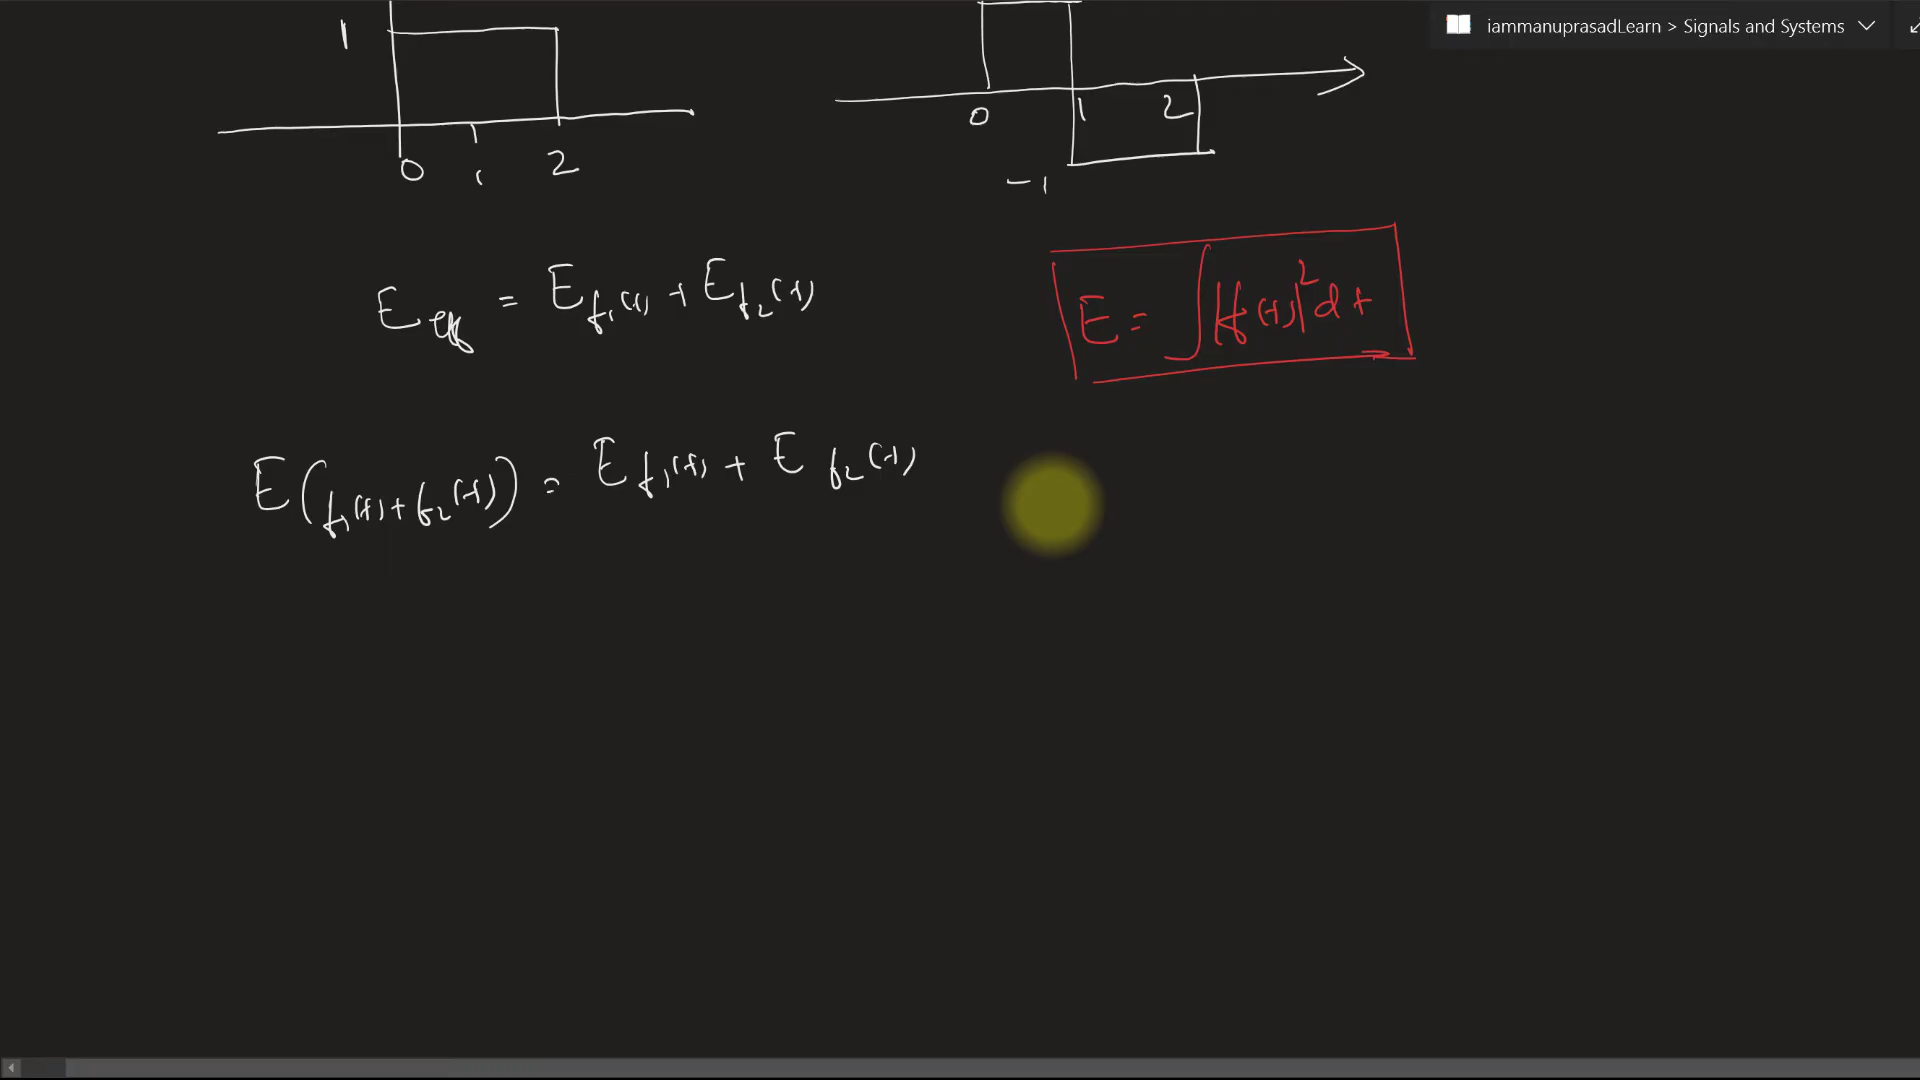 iammanuprasadLearn > Signals and Systems
1
0 1 2
0 1 2
-1
E_eff = E_f₁(t) + E_f₂(t)
E = ∫|f(t)|² dt
E(f₁(t)+f₂(t)) = E_f₁(t) + E_f₂(t)